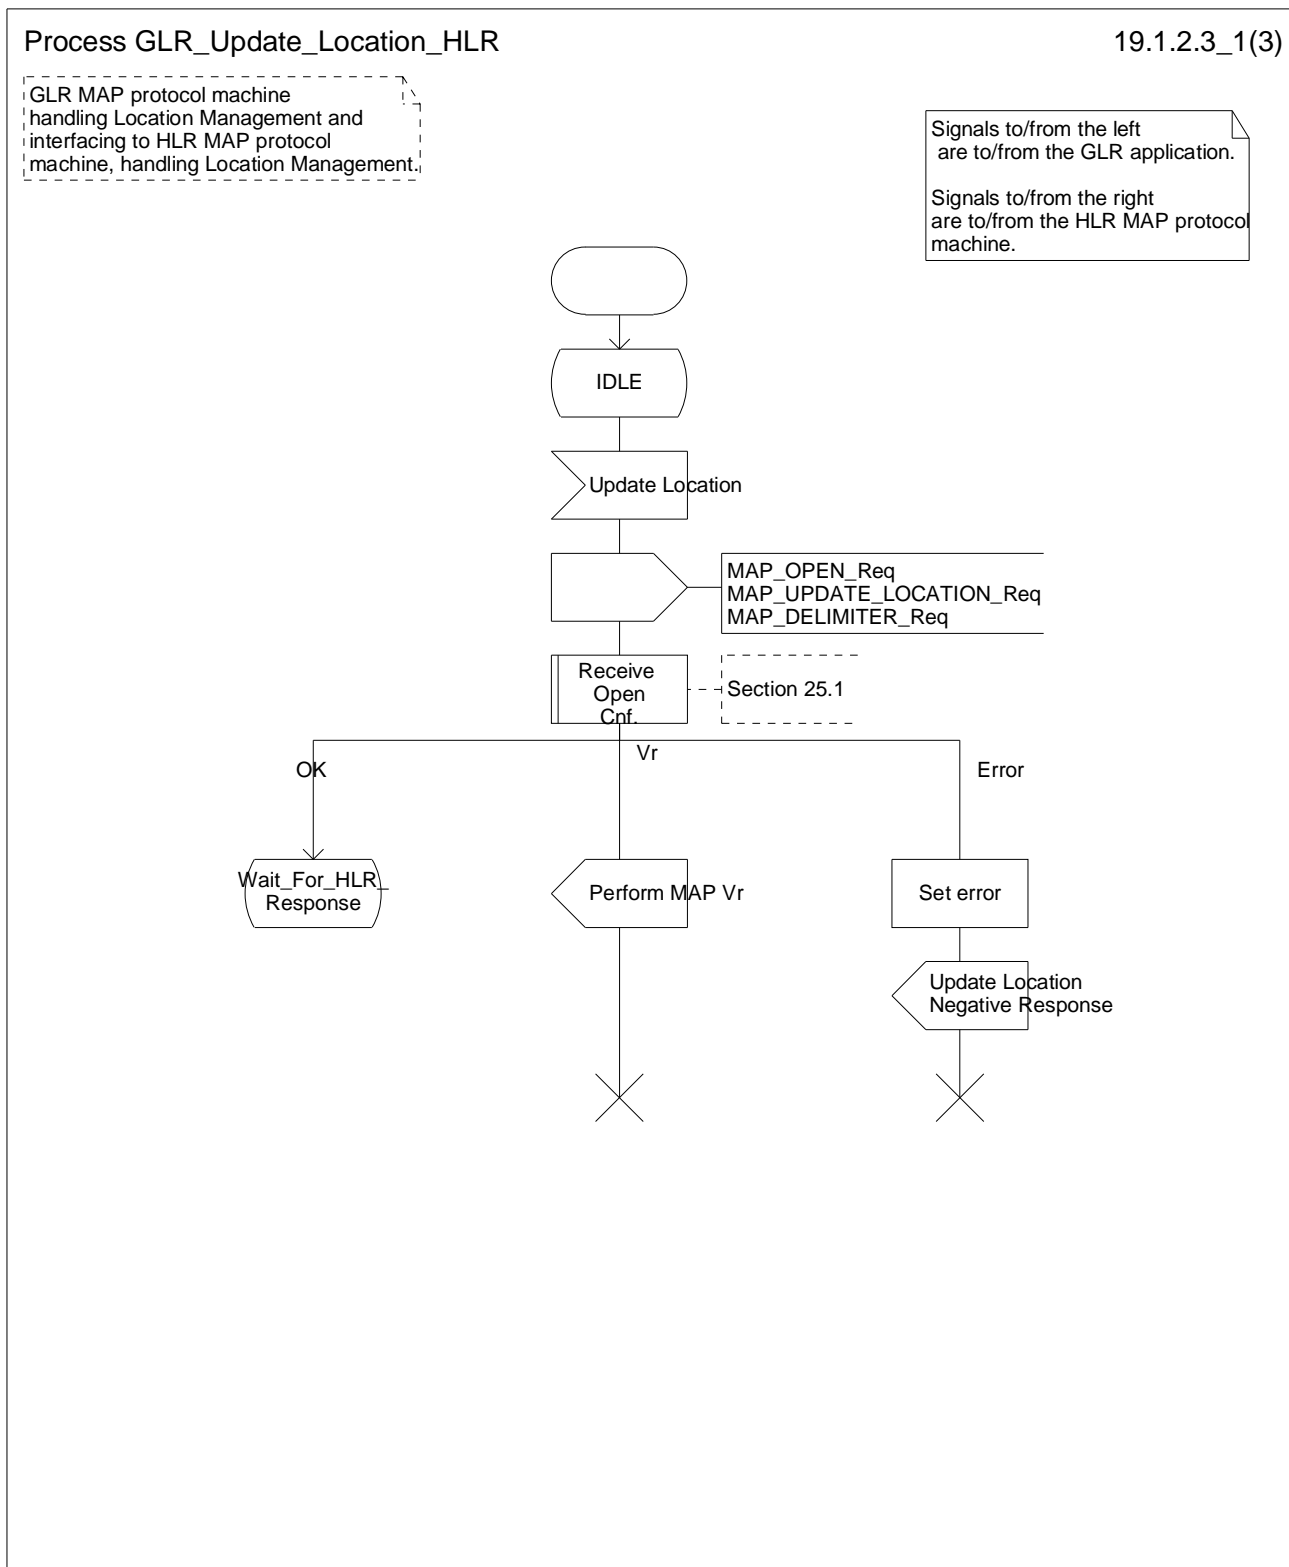 Process GLR_Update_Location_HLR
19.1.2.3_1(3)
GLR MAP protocol machine
handling Location Management and
interfacing to HLR MAP protocol
machine, handling Location Management.
Signals to/from the left
are to/from the GLR application.
Signals to/from the right
are to/from the HLR MAP protocol
machine.
IDLE
Update Location
MAP_OPEN_Req
MAP_UPDATE_LOCATION_Req
MAP_DELIMITER_Req
Receive
Open
Cnf.
Section 25.1
OK
Vr
Error
Wait_For_HLR_
Response
Perform MAP Vr
Set error
Update Location
Negative Response